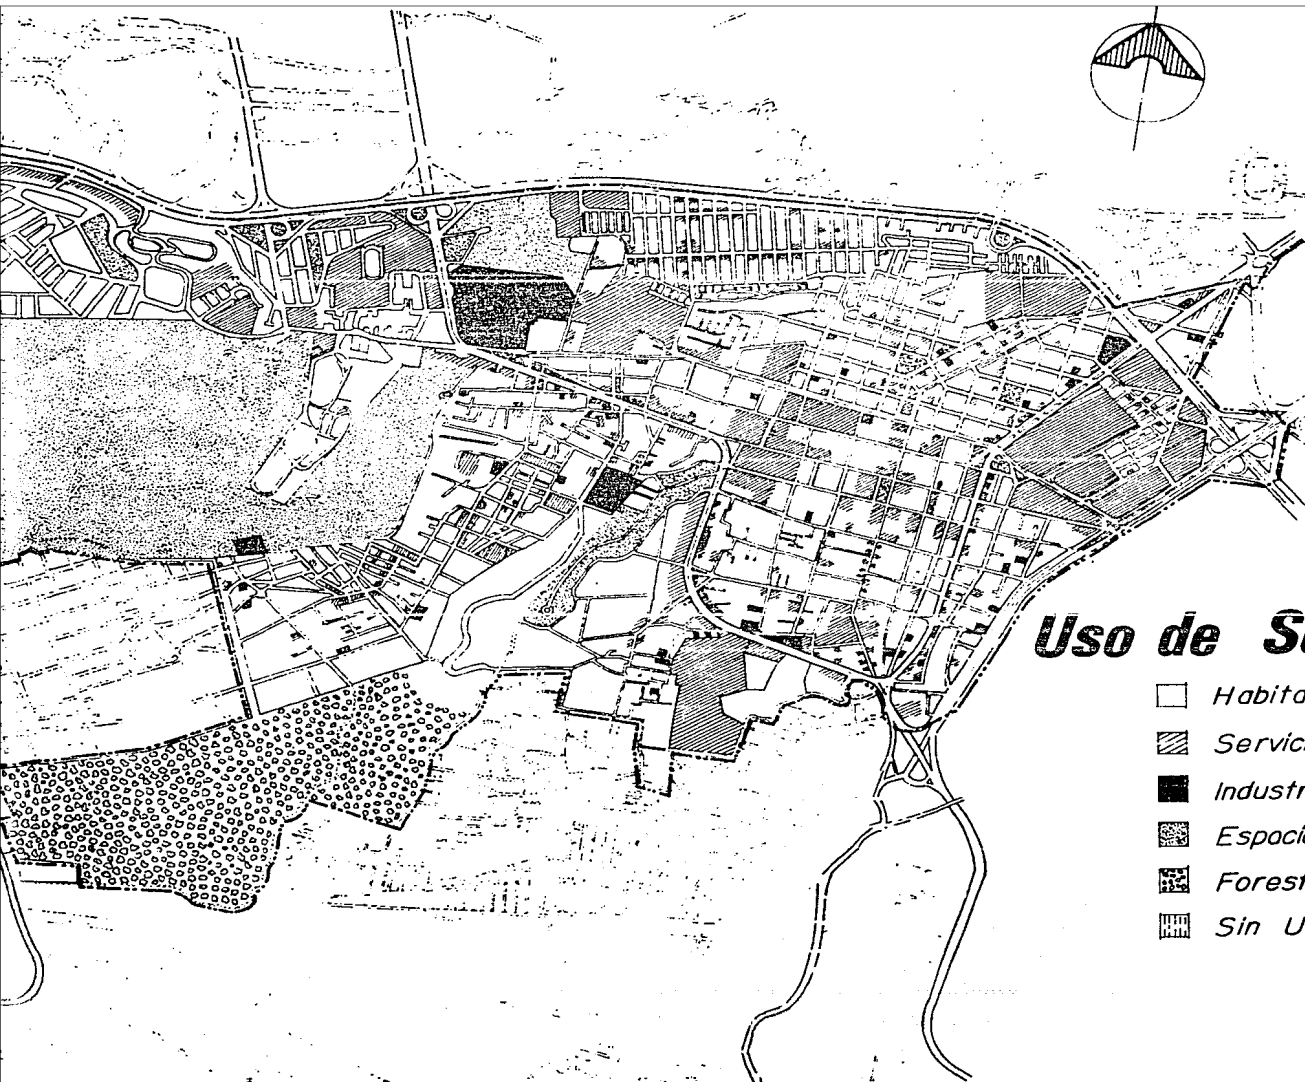 Uso de S
Habita
Servic
Industr
Espaci
Forest
Sin U